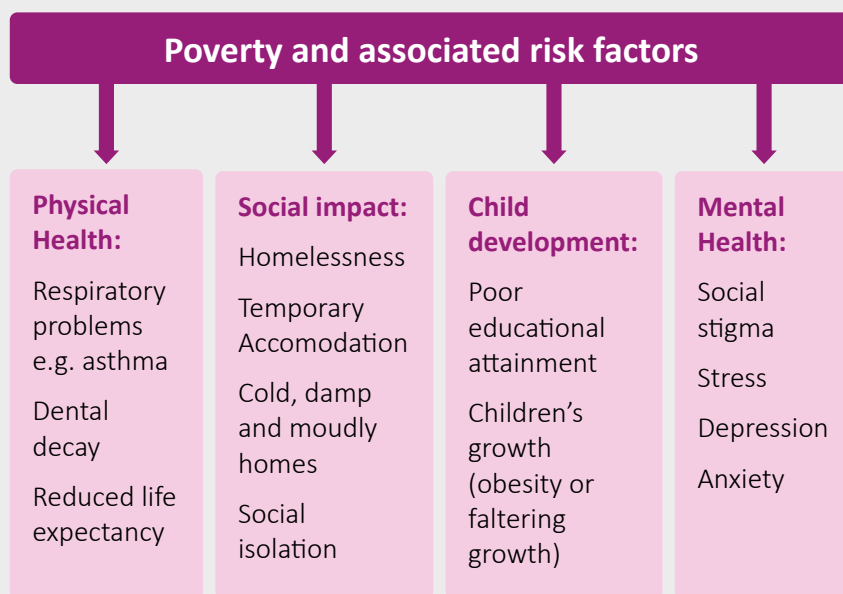 Poverty and associated risk factors
Physical
Health:
Respiratory
problems
e.g. asthma
Dental
decay
Reduced life
expectancy
Social impact:
Homelessness
Temporary
Accomodation
Cold, damp
and moudly
homes
Social
isolation
Child
development:
Poor
educational
attainment
Children’s
growth
(obesity or
faltering
growth)
Mental
Health:
Social
stigma
Stress
Depression
Anxiety